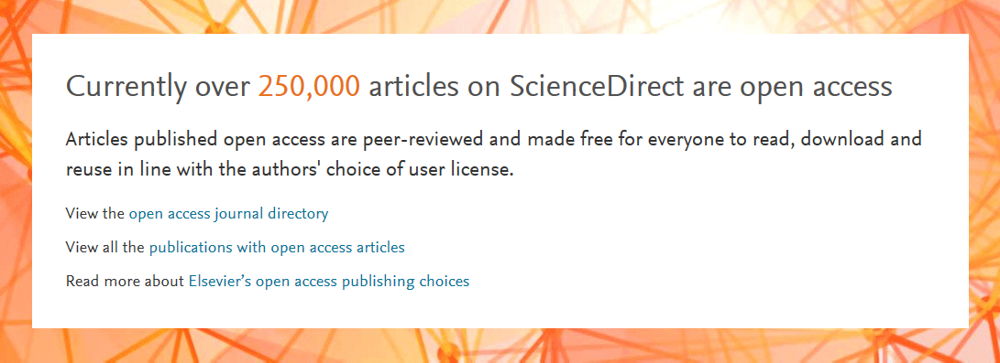 Currently over 250,000 articles on ScienceDirect are open access
Articles published open access are peer-reviewed and made free for everyone to read, download and
reuse in line with the authors' choice of user license.
View the open access journal directory
View all the publications with open access articles
Read more about Elsevier’s open access publishing choices